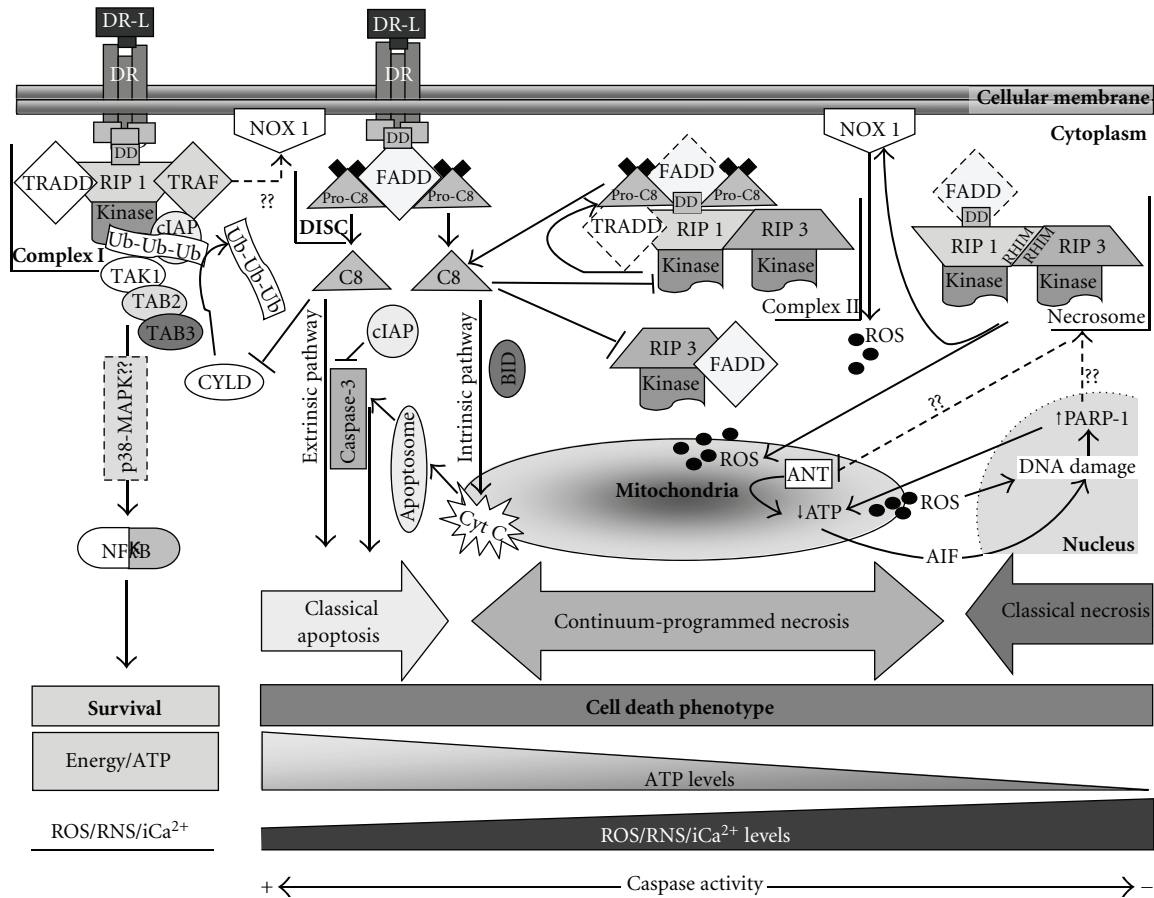 DR-L
DR-L
DR
DR
Cellular membrane
NOX 1
NOX 1
Cytoplasm
DD
DD
TRADD
RIP 1
TRAF
??
Kinase
cIAP
Ub-Ub-Ub
Ub-Ub-Ub
Complex I
TAK1
TAB2
TAB3
CYLD
p38-MAPK??
NFκB
FADD
Pro-C8
Pro-C8
DISC
C8
C8
Extrinsic pathway
cIAP
Caspase-3
Apoptosome
Intrinsic pathway
BID
Cyt C
FADD
Pro-C8
Pro-C8
DD
TRADD
RIP 1
RIP 3
Kinase
Kinase
Complex II
ROS
RIP 3
FADD
Kinase
FADD
DD
RIP 1
RHIM
RHIM
RIP 3
Kinase
Kinase
Necrosome
??
??
ROS
Mitochondria
ANT
↓ATP
ROS
AIF
↑PARP-1
DNA damage
Nucleus
Classical
apoptosis
Continuum-programmed necrosis
Classical necrosis
Survival
Cell death phenotype
Energy/ATP
ATP levels
ROS/RNS/iCa²⁺
ROS/RNS/iCa²⁺ levels
+ Caspase activity −